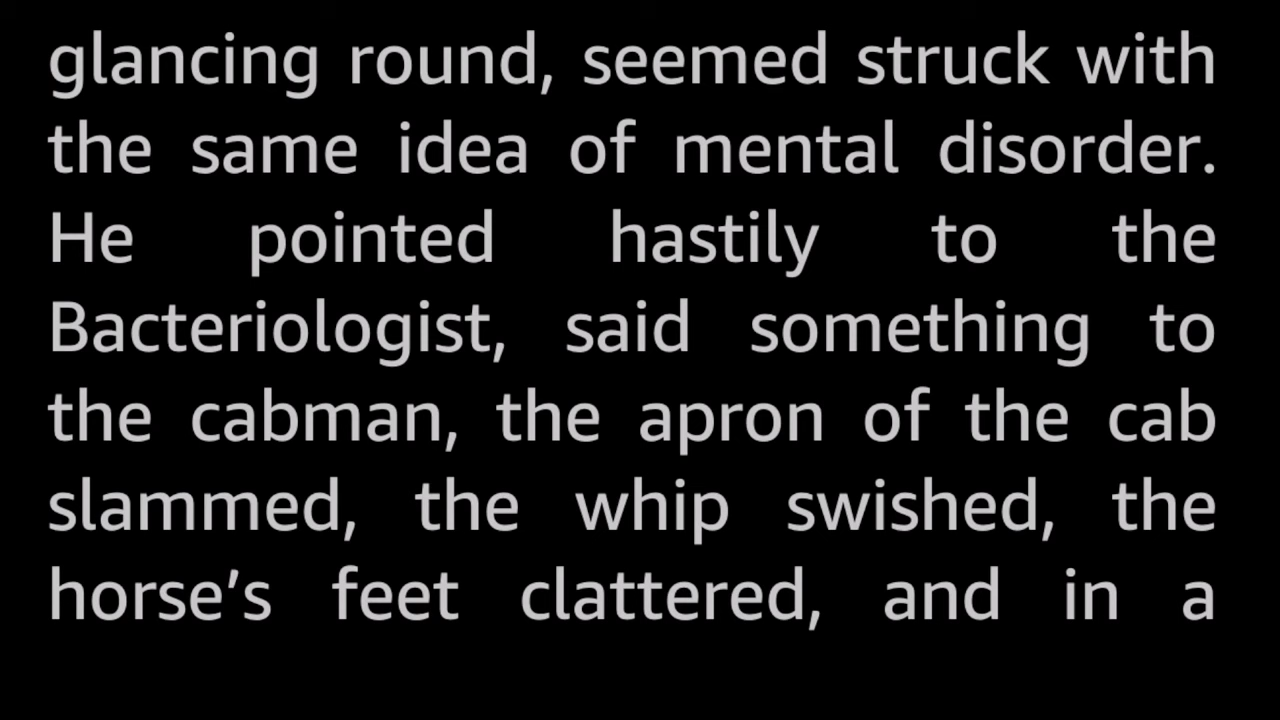 glancing round, seemed struck with
the same idea of mental disorder.
He pointed hastily to the
Bacteriologist, said something to
the cabman, the apron of the cab
slammed, the whip swished, the
horse’s feet clattered, and in a